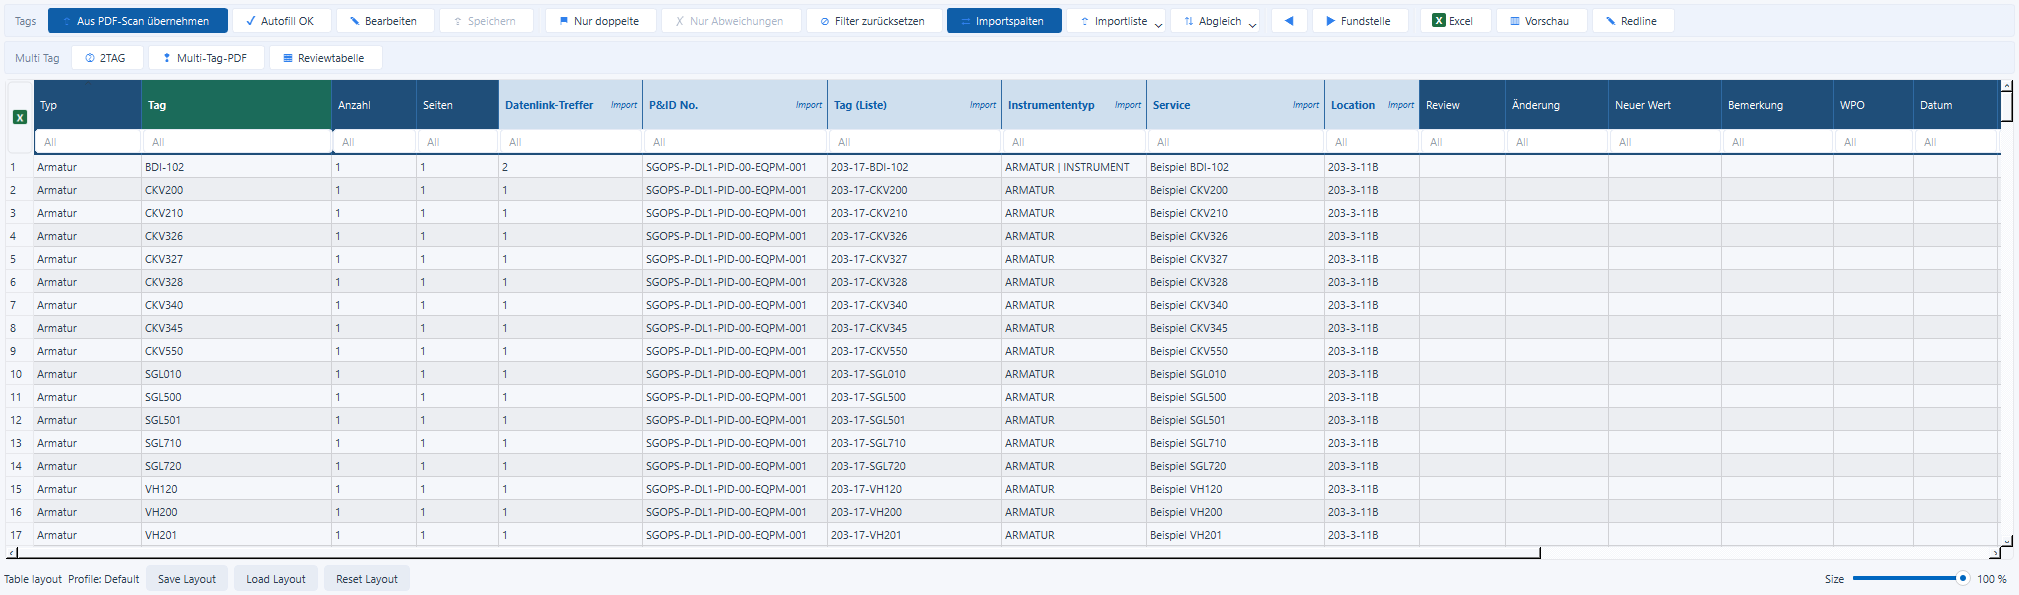 Tags Aus PDF-Scan übernehmen Autofill OK Bearbeiten Speichern Nur doppelte Nur Abweichungen Filter zurücksetzen Importspalten Importliste Abgleich Fundstelle Excel Vorschau Redline
Multi Tag 2TAG Multi-Tag-PDF Reviewtabelle
Typ Tag Anzahl Seiten Datenlink-Treffer Import P&ID No. Import Tag (Liste) Import Instrumententyp Import Service Import Location Import Review Änderung Neuer Wert Bemerkung WPO Datum
All All All All All All All All All All All All All All All All
1 Armatur BDI-102 1 1 2 SGOPS-P-DL1-PID-00-EQPM-001 203-17-BDI-102 ARMATUR | INSTRUMENT Beispiel BDI-102 203-3-11B
2 Armatur CKV200 1 1 1 SGOPS-P-DL1-PID-00-EQPM-001 203-17-CKV200 ARMATUR Beispiel CKV200 203-3-11B
3 Armatur CKV210 1 1 1 SGOPS-P-DL1-PID-00-EQPM-001 203-17-CKV210 ARMATUR Beispiel CKV210 203-3-11B
4 Armatur CKV326 1 1 1 SGOPS-P-DL1-PID-00-EQPM-001 203-17-CKV326 ARMATUR Beispiel CKV326 203-3-11B
5 Armatur CKV327 1 1 1 SGOPS-P-DL1-PID-00-EQPM-001 203-17-CKV327 ARMATUR Beispiel CKV327 203-3-11B
6 Armatur CKV328 1 1 1 SGOPS-P-DL1-PID-00-EQPM-001 203-17-CKV328 ARMATUR Beispiel CKV328 203-3-11B
7 Armatur CKV340 1 1 1 SGOPS-P-DL1-PID-00-EQPM-001 203-17-CKV340 ARMATUR Beispiel CKV340 203-3-11B
8 Armatur CKV345 1 1 1 SGOPS-P-DL1-PID-00-EQPM-001 203-17-CKV345 ARMATUR Beispiel CKV345 203-3-11B
9 Armatur CKV550 1 1 1 SGOPS-P-DL1-PID-00-EQPM-001 203-17-CKV550 ARMATUR Beispiel CKV550 203-3-11B
10 Armatur SGL010 1 1 1 SGOPS-P-DL1-PID-00-EQPM-001 203-17-SGL010 ARMATUR Beispiel SGL010 203-3-11B
11 Armatur SGL500 1 1 1 SGOPS-P-DL1-PID-00-EQPM-001 203-17-SGL500 ARMATUR Beispiel SGL500 203-3-11B
12 Armatur SGL501 1 1 1 SGOPS-P-DL1-PID-00-EQPM-001 203-17-SGL501 ARMATUR Beispiel SGL501 203-3-11B
13 Armatur SGL710 1 1 1 SGOPS-P-DL1-PID-00-EQPM-001 203-17-SGL710 ARMATUR Beispiel SGL710 203-3-11B
14 Armatur SGL720 1 1 1 SGOPS-P-DL1-PID-00-EQPM-001 203-17-SGL720 ARMATUR Beispiel SGL720 203-3-11B
15 Armatur VH120 1 1 1 SGOPS-P-DL1-PID-00-EQPM-001 203-17-VH120 ARMATUR Beispiel VH120 203-3-11B
16 Armatur VH200 1 1 1 SGOPS-P-DL1-PID-00-EQPM-001 203-17-VH200 ARMATUR Beispiel VH200 203-3-11B
17 Armatur VH201 1 1 1 SGOPS-P-DL1-PID-00-EQPM-001 203-17-VH201 ARMATUR Beispiel VH201 203-3-11B
Table layout Profile: Default Save Layout Load Layout Reset Layout Size 100 %